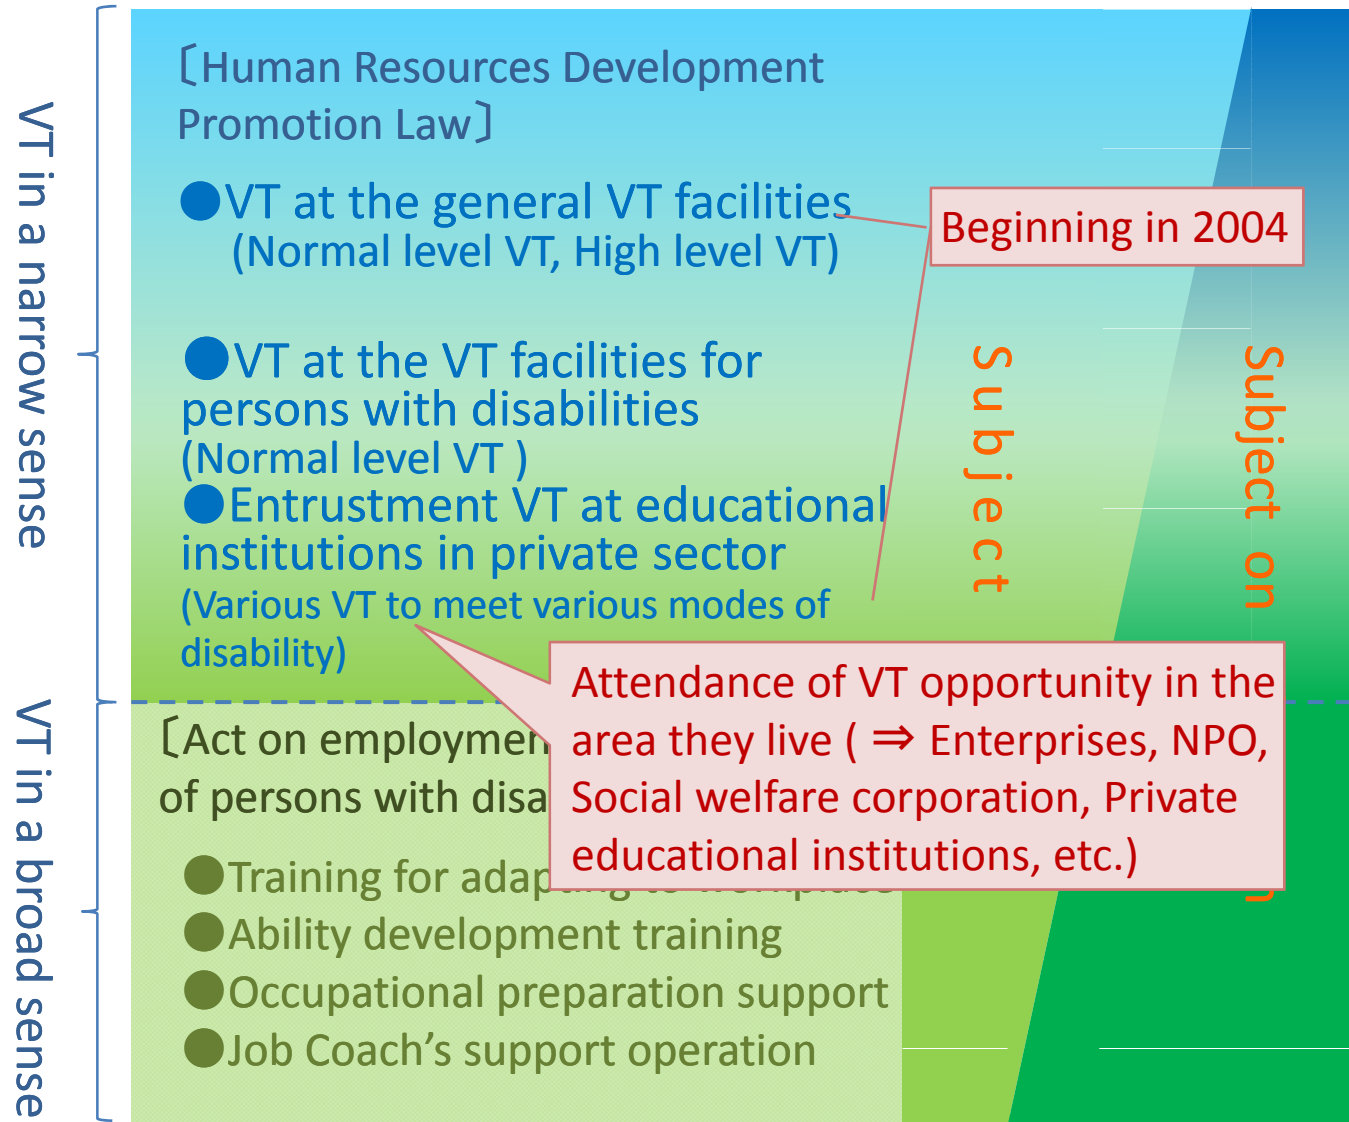 VT in a narrow sense
〔Human Resources Development
Promotion Law〕
●VT at the general VT facilities
(Normal level VT, High level VT)
Beginning in 2004
●VT at the VT facilities for
persons with disabilities
(Normal level VT )
●Entrustment VT at educational
institutions in private sector
(Various VT to meet various modes of
disability)
Subject
Subject on
VT in a broad sense
〔Act on
of persons with
Attendance of VT opportunity in the
area they live ( ⇒ Enterprises, NPO,
Social welfare corporation, Private
educational institutions, etc.)
●Training for
●Ability development training
●Occupational preparation support
●Job Coach’s support operation